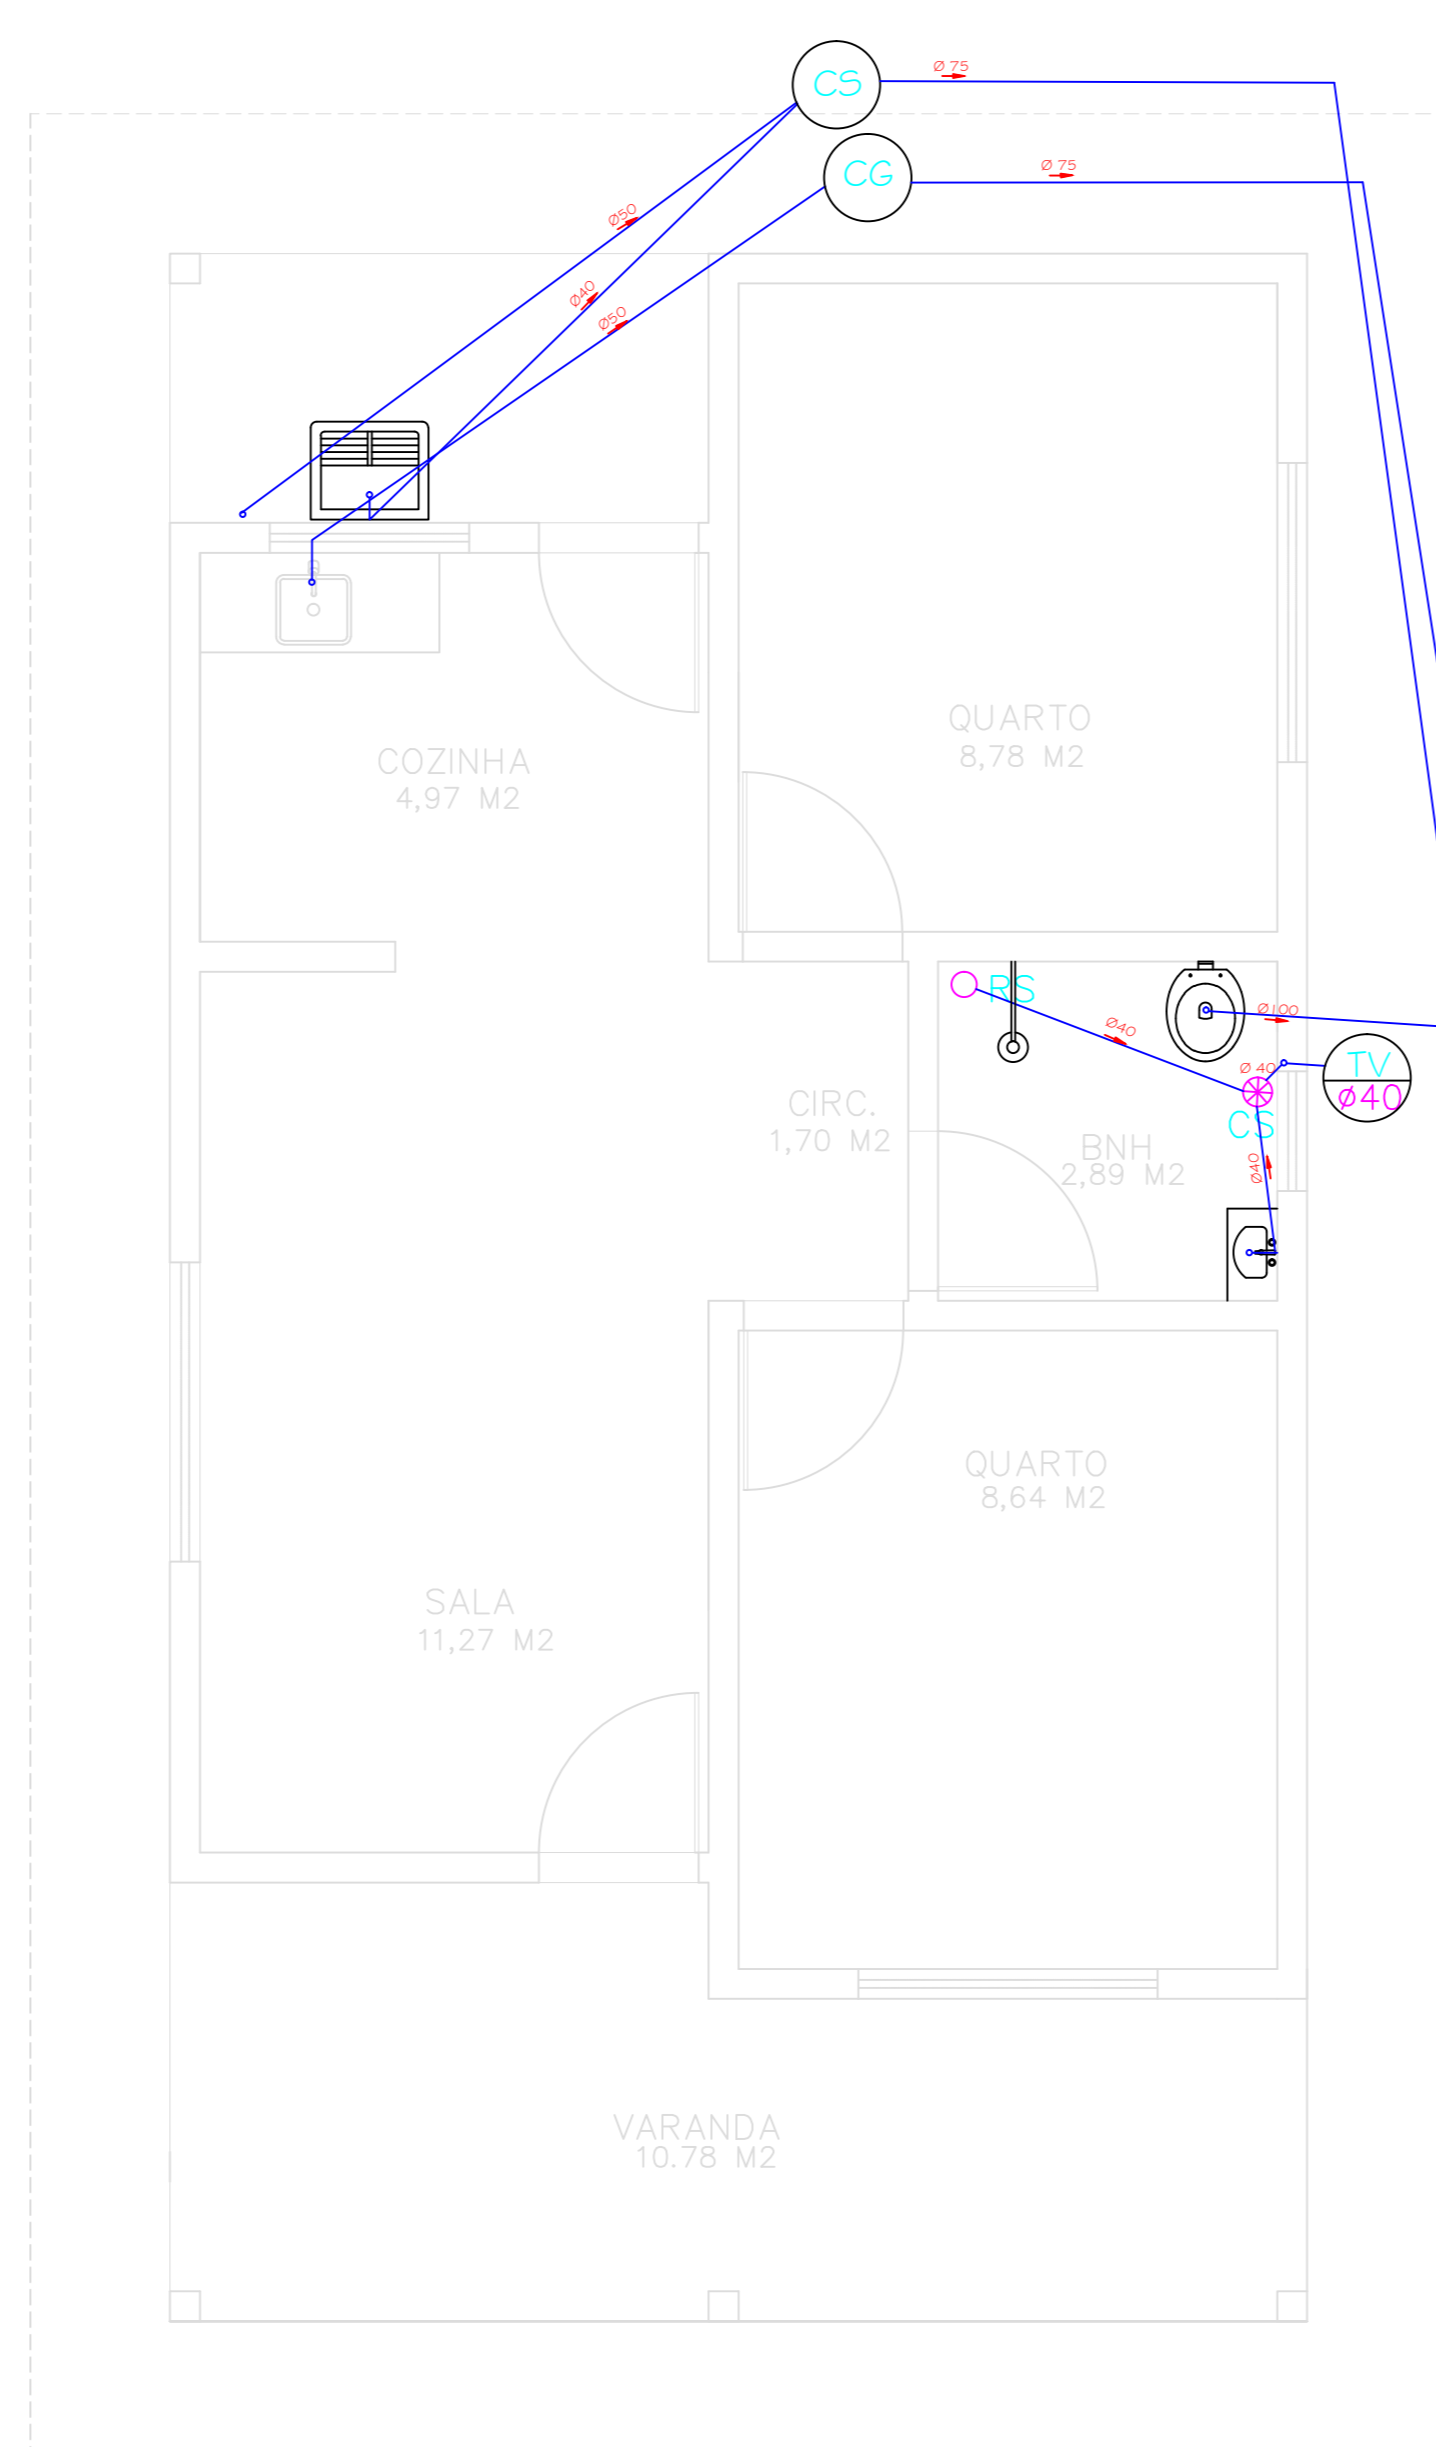 CS
Ø 75
CG
Ø 75
Ø50
Ø40
Ø50
QUARTO
8,78 M2
COZINHA
4,97 M2
RS
Ø100
Ø40
TV
Ø40
Ø 40
CS
CIRC.
1,70 M2
BNH
2,89 M2
Ø40
QUARTO
8,64 M2
SALA
11,27 M2
VARANDA
10.78 M2